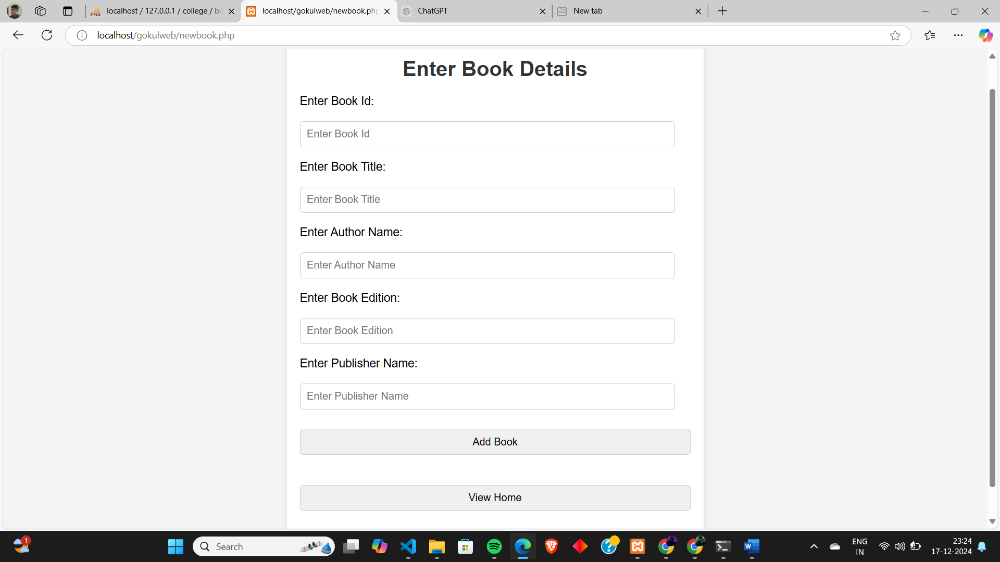 PMA
localhost / 127.0.0.1 / college / bo
localhost/gokulweb/newbook.php
ChatGPT
New tab
localhost/gokulweb/newbook.php
Enter Book Details
Enter Book Id:
Enter Book Id
Enter Book Title:
Enter Book Title
Enter Author Name:
Enter Author Name
Enter Book Edition:
Enter Book Edition
Enter Publisher Name:
Enter Publisher Name
Add Book
View Home
1
Search
ENG
IN
23:24
17-12-2024